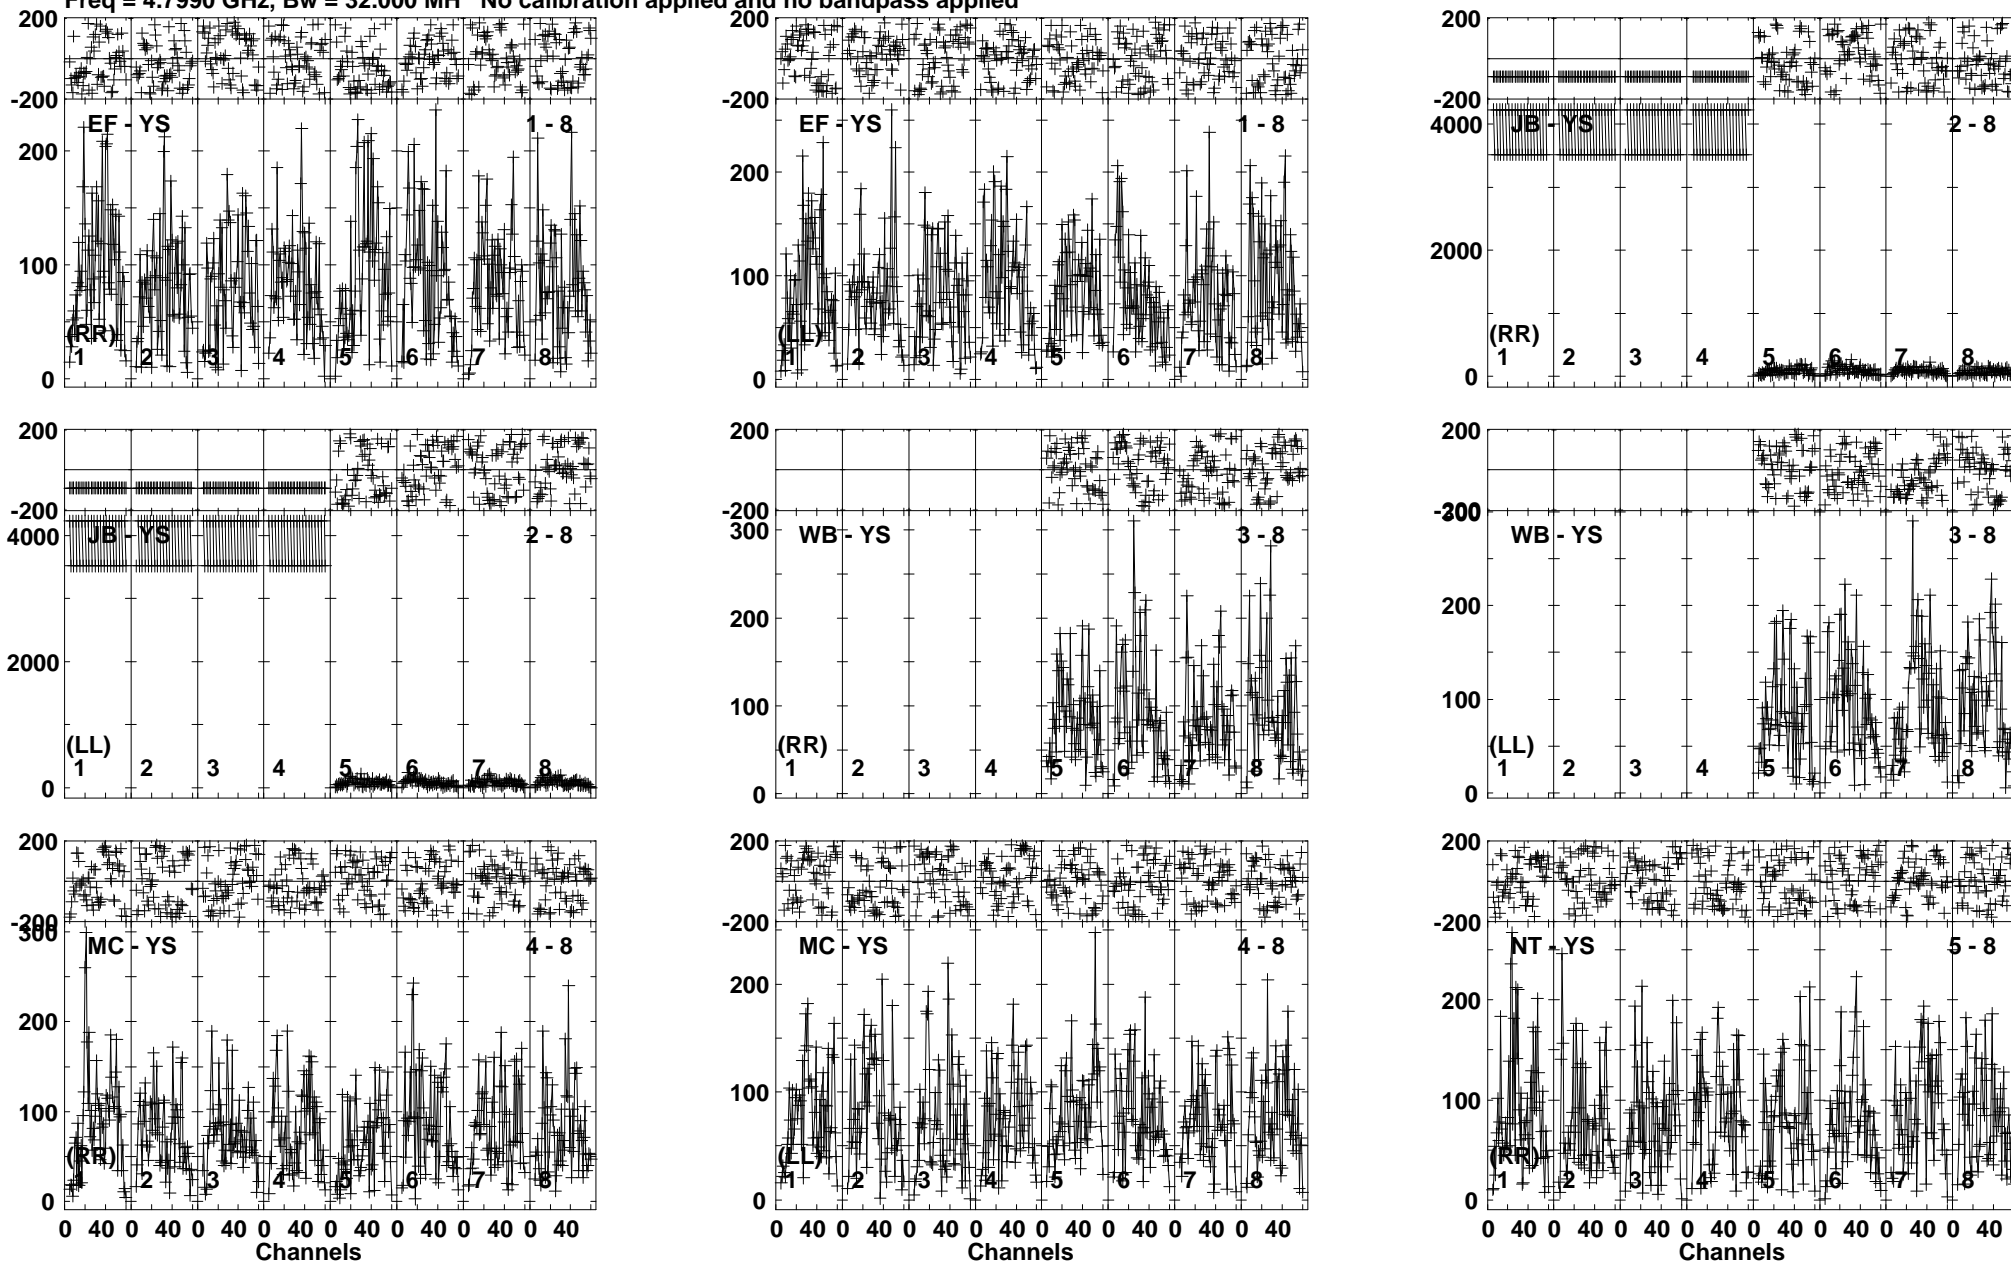 Freq = 4.7990 GHz, Bw = 32.000 MH No calibration applied and no bandpass applied
200 200 200
-200 -200 -200
EF - YS 1 - 8 EF - YS 1 - 8 4000 JB - YS 2 - 8
200 200
2000
100 100
(RR) (LL) (RR)
1 2 3 4 5 6 7 8 1 2 3 4 5 6 7 8 1 2 3 4 5 6 7 8
0 0 0
200 200 200
-200 -200 -200
300 300
4000 JB - YS 2 - 8 WB - YS 3 - 8 WB - YS 3 - 8
200 200
2000
100 100
(LL) (RR) (LL)
1 2 3 4 5 6 7 8 1 2 3 4 5 6 7 8 1 2 3 4 5 6 7 8
0 0 0
200 200 200
-200 -200 -200
300
MC - YS 4 - 8 MC - YS 4 - 8 NT - YS 5 - 8
200 200 200
100 100 100
(RR) (LL) (RR)
1 2 3 4 5 6 7 8 1 2 3 4 5 6 7 8 1 2 3 4 5 6 7 8
0 0 0
0 40 0 40 0 40 0 40 0 40 0 40 0 40 0 40 0 40 0 40 0 40 0 40 0 40 0 40 0 40 0 40 0 40 0 40 0 40 0 40 0 40 0 40 0 40 0 40
Channels Channels